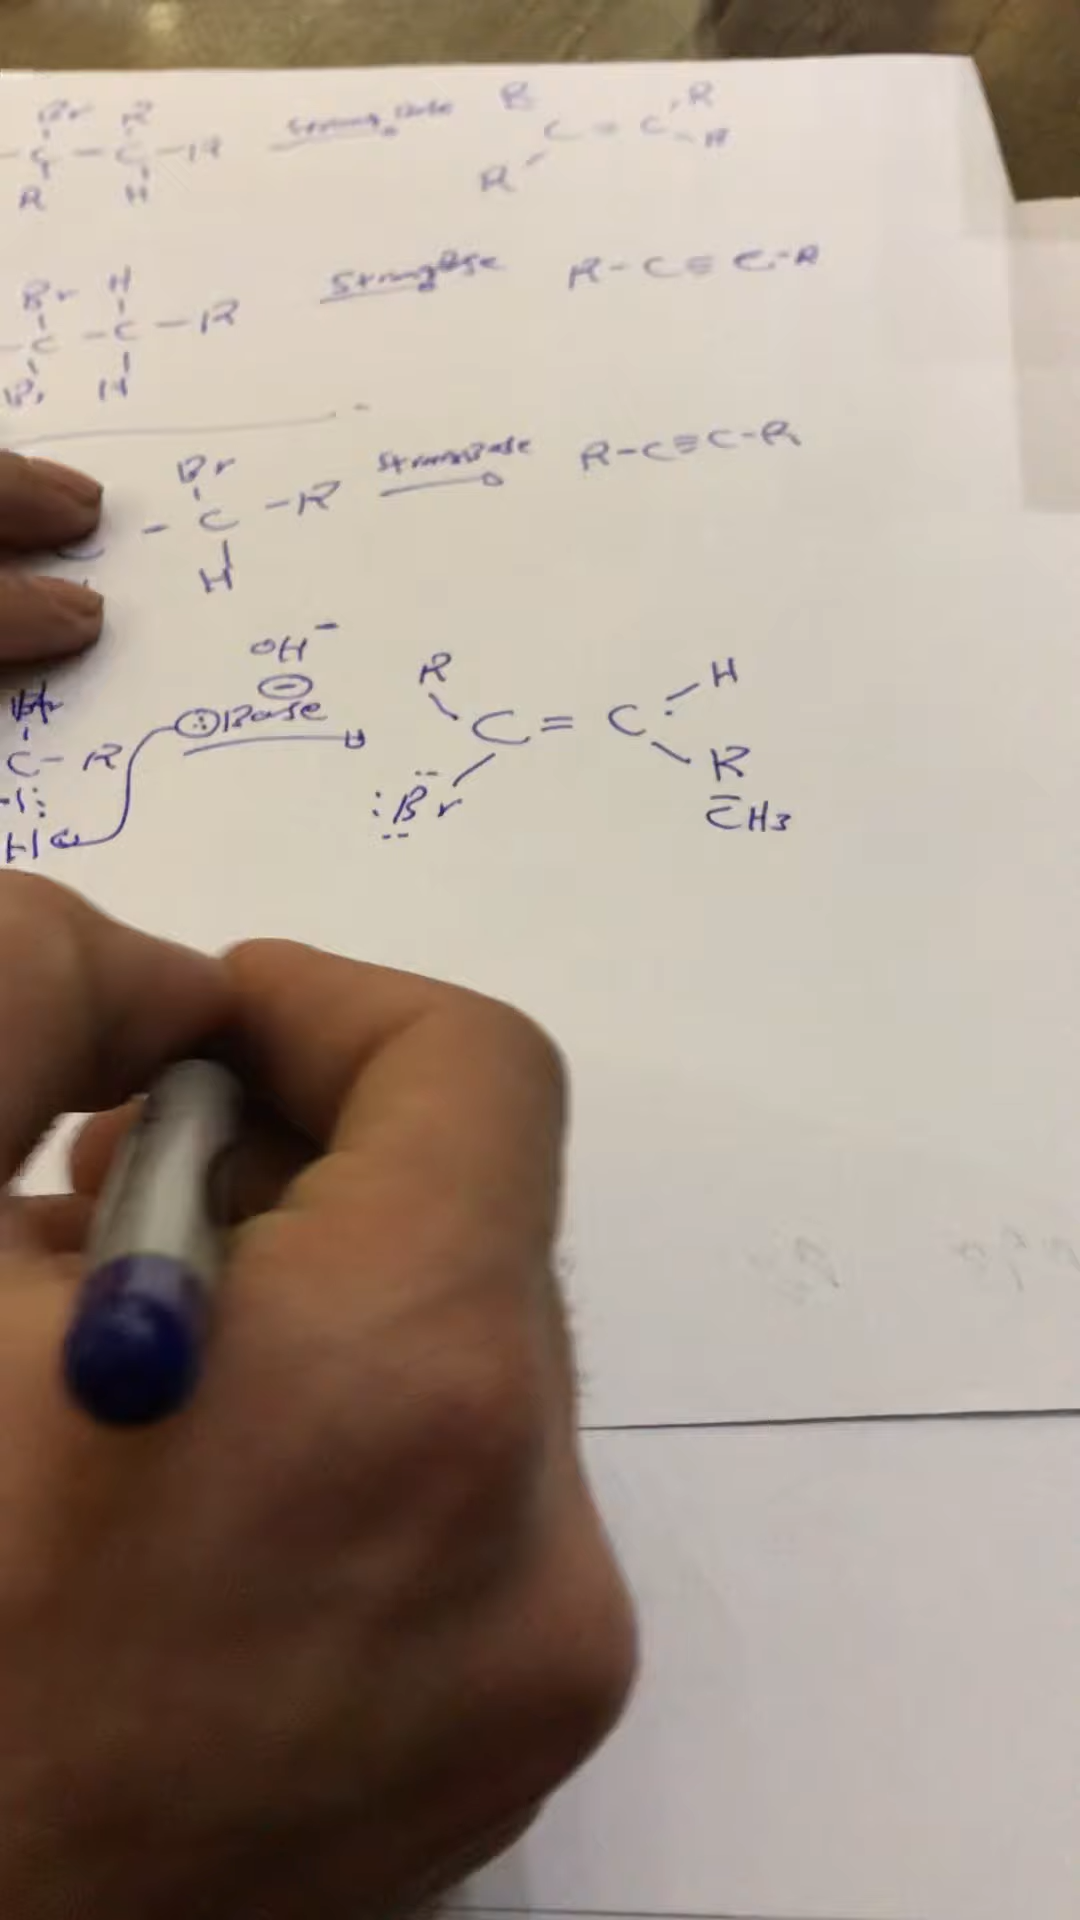 Br R
C - C - R strong base R C = C R
R H R R
Br H
C - C - R Strong Base R - C ≡ C - R
Br H
Br
C - C - R Strong Base R - C ≡ C - R
H
OH⁻
R H
C - R :Base C = C
:Br R
H CH3